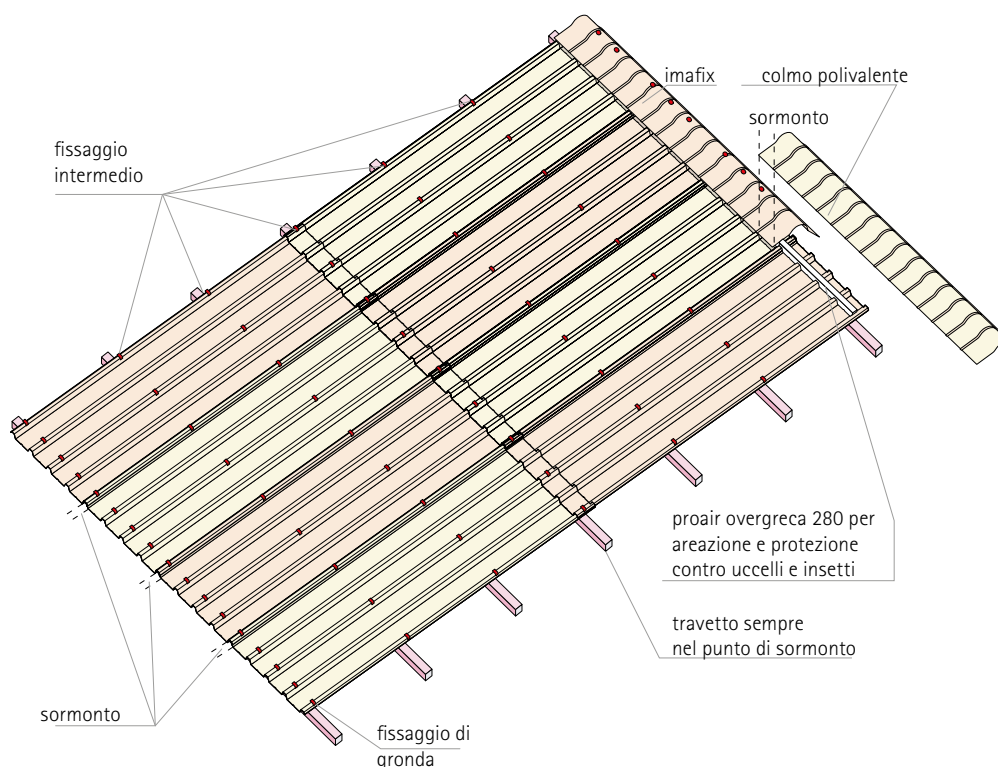 imafix
colmo polivalente
sormonto
fissaggio
intermedio
proair overgreca 280 per
areazione e protezione
contro uccelli e insetti
travetto sempre
nel punto di sormonto
sormonto
fissaggio di
gronda